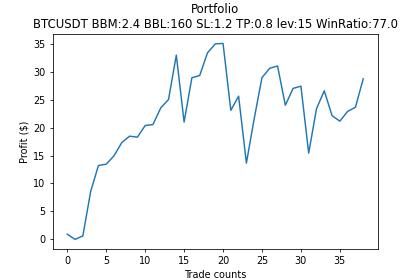 Portfolio
BTCUSDT BBM:2.4 BBL:160 SL:1.2 TP:0.8 lev:15 WinRatio:77.0
Profit ($)
35
30
25
20
15
10
5
0
0 5 10 15 20 25 30 35
Trade counts